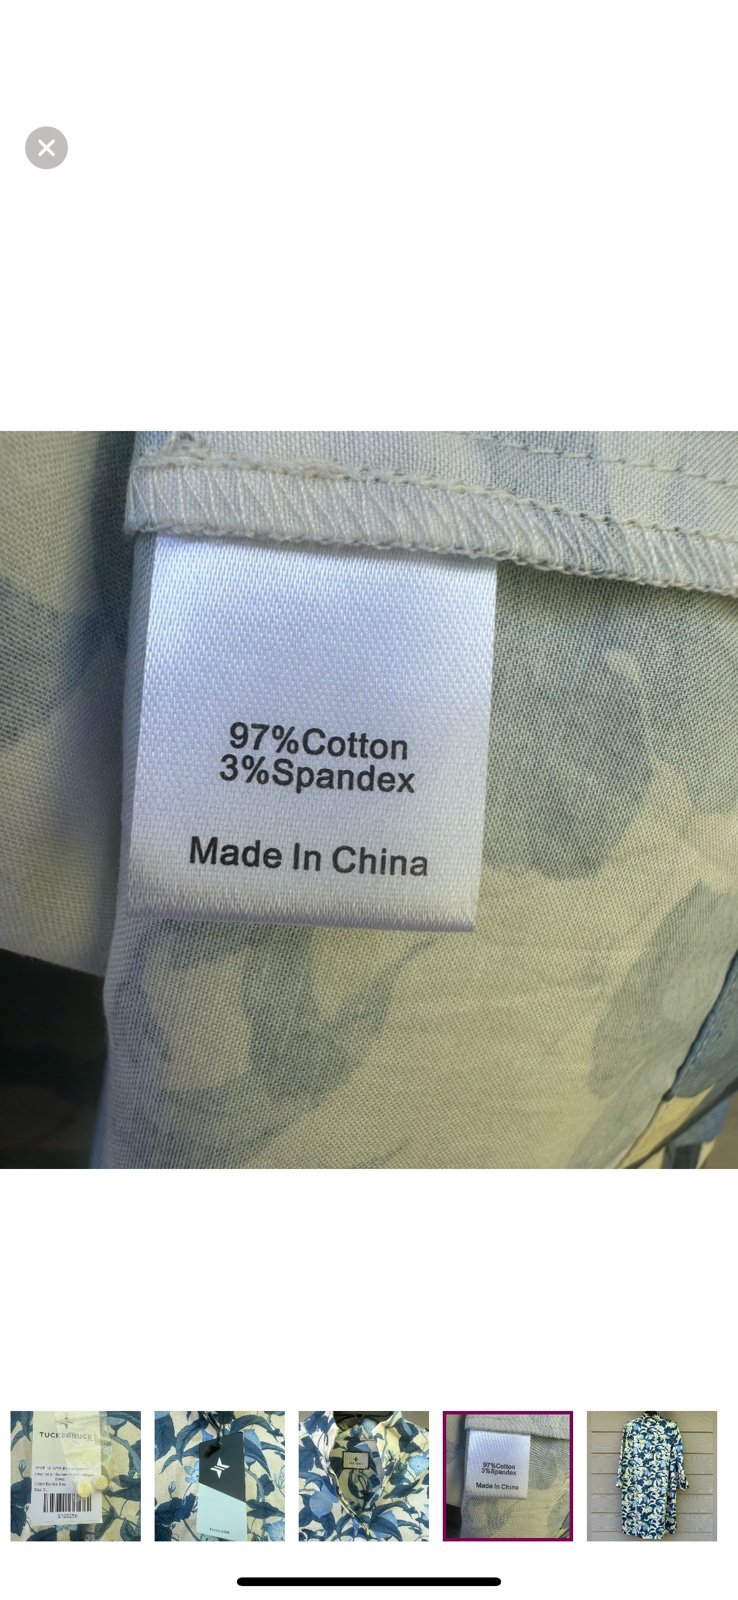 97%Cotton
3%Spandex
Made In China
TUCKERNUCK
97%Cotton
3%Spandex
Made In China